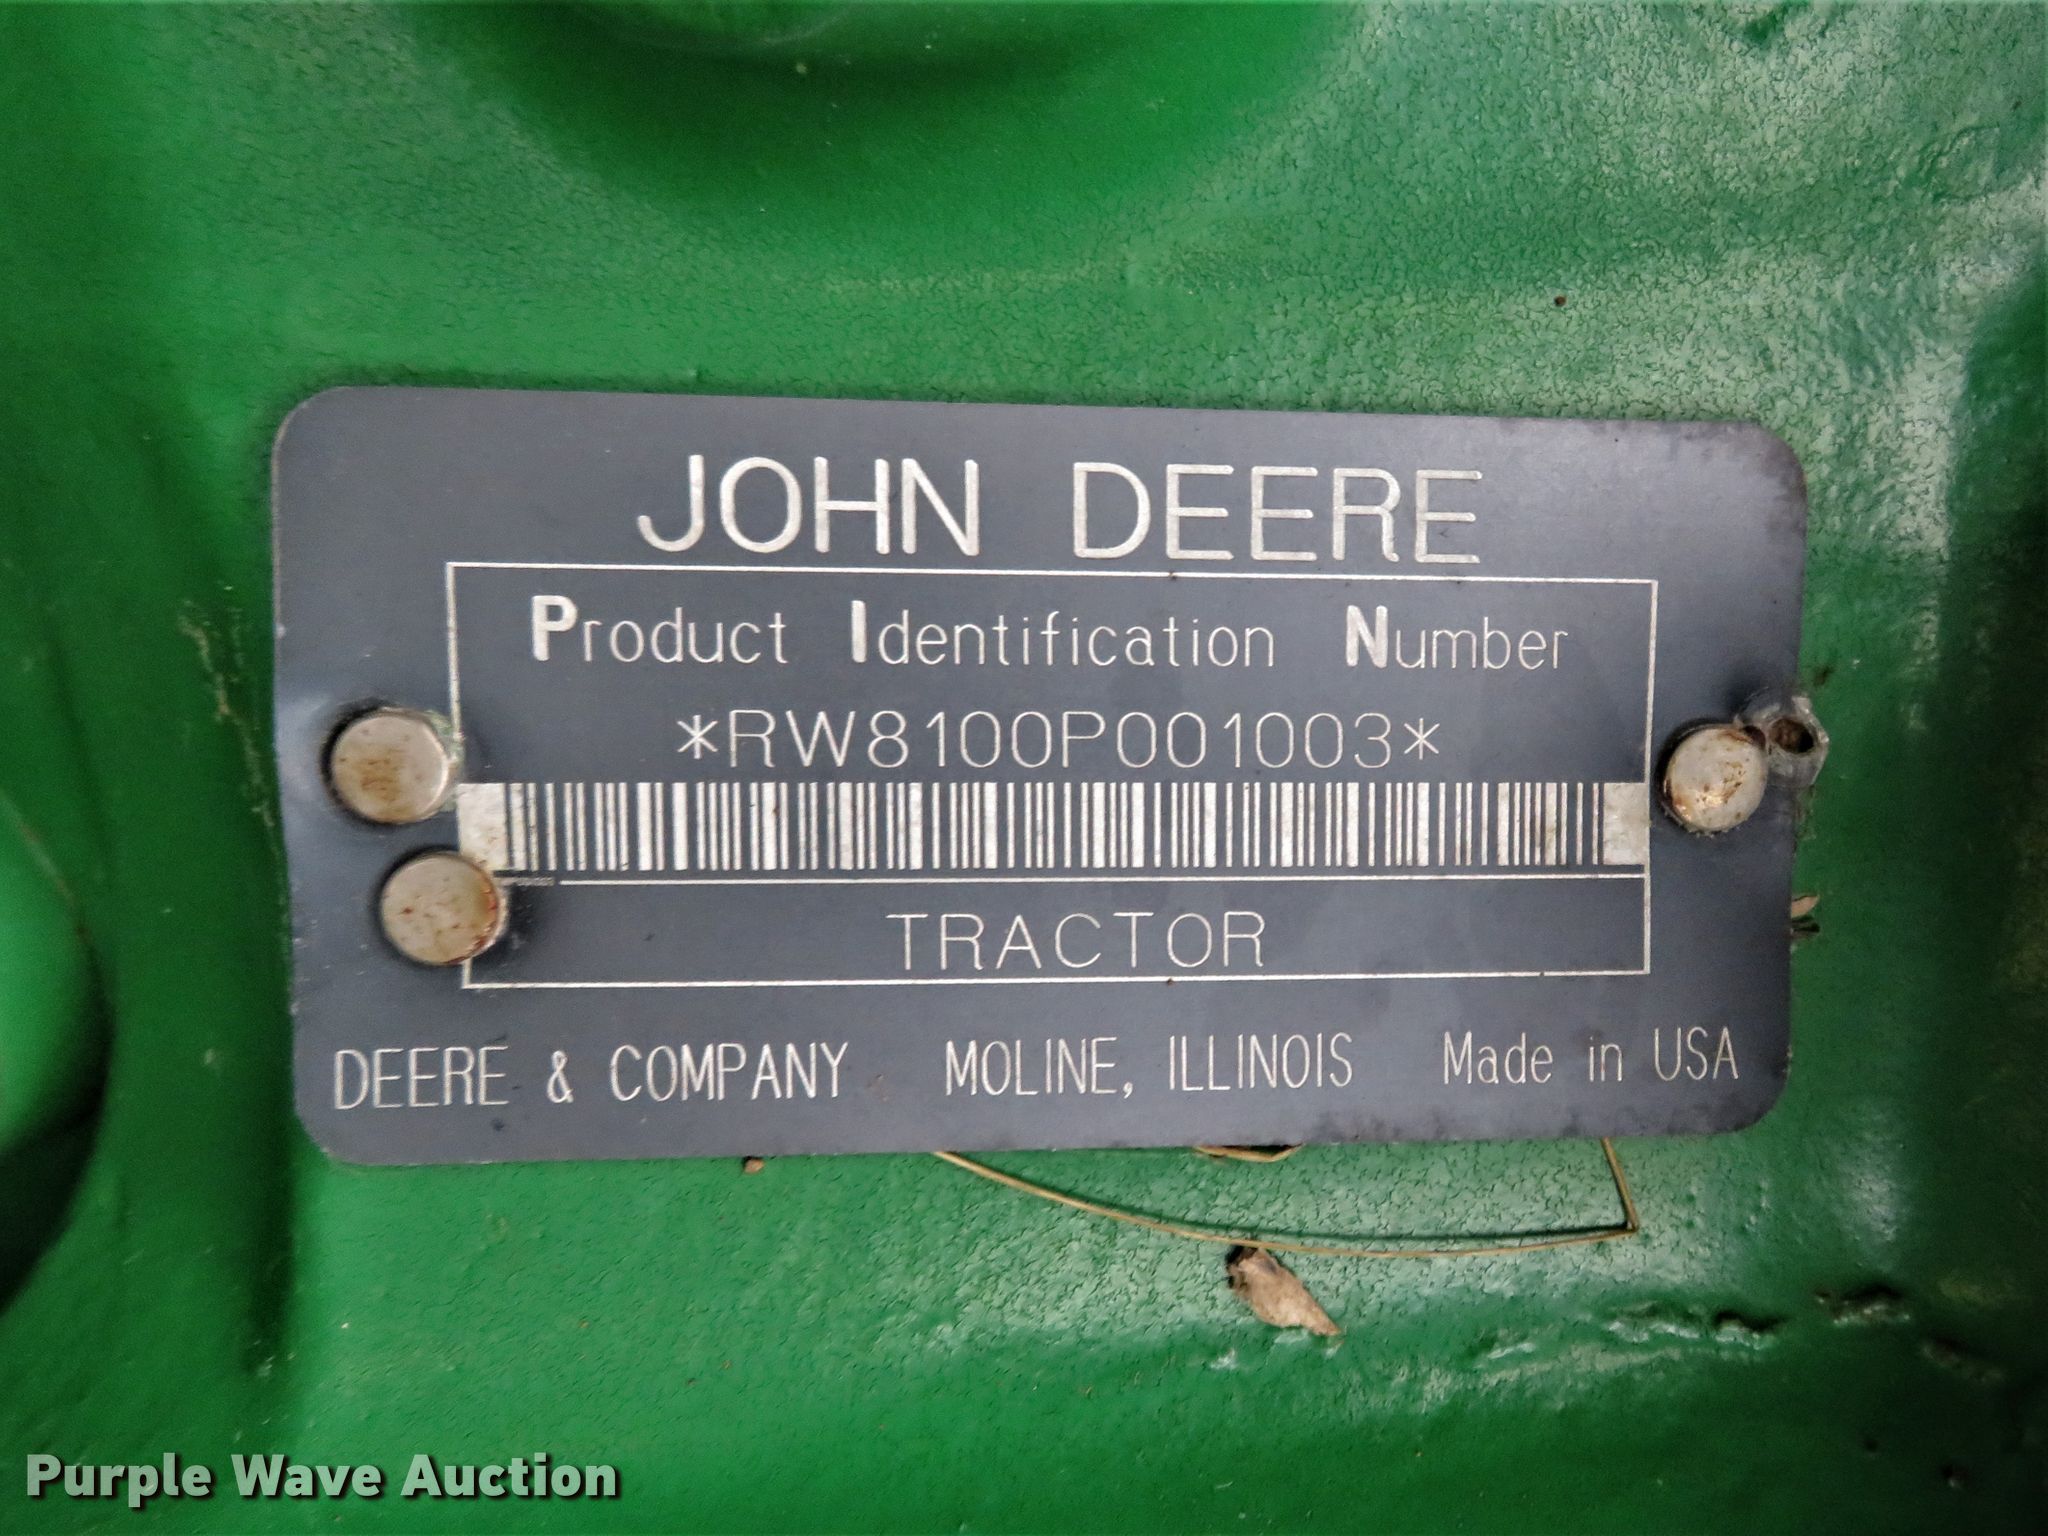 JOHN DEERE
Product Identification Number
*RW8100P001003*
TRACTOR
DEERE & COMPANY MOLINE, ILLINOIS Made in USA
Purple Wave Auction